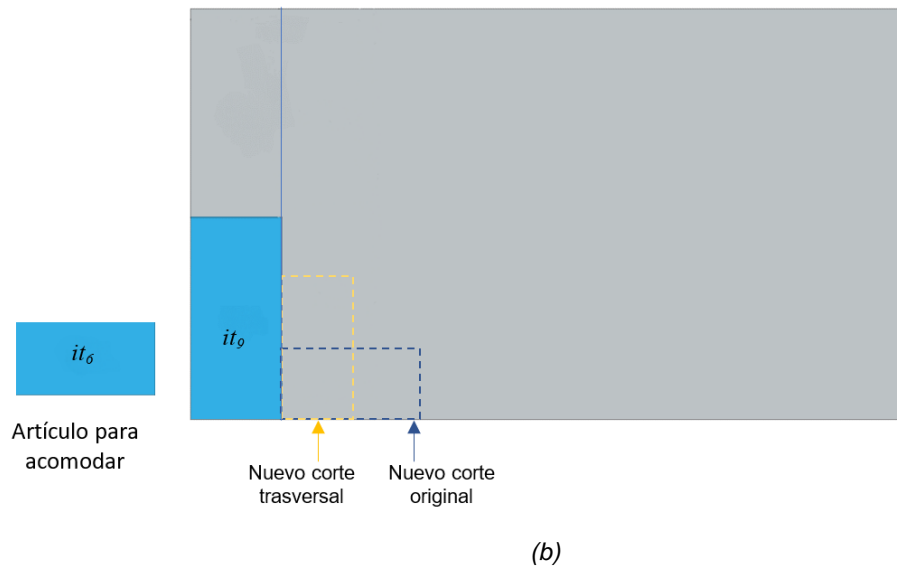 it₉
it₆
Artículo para
acomodar
Nuevo corte
trasversal
Nuevo corte
original
(b)